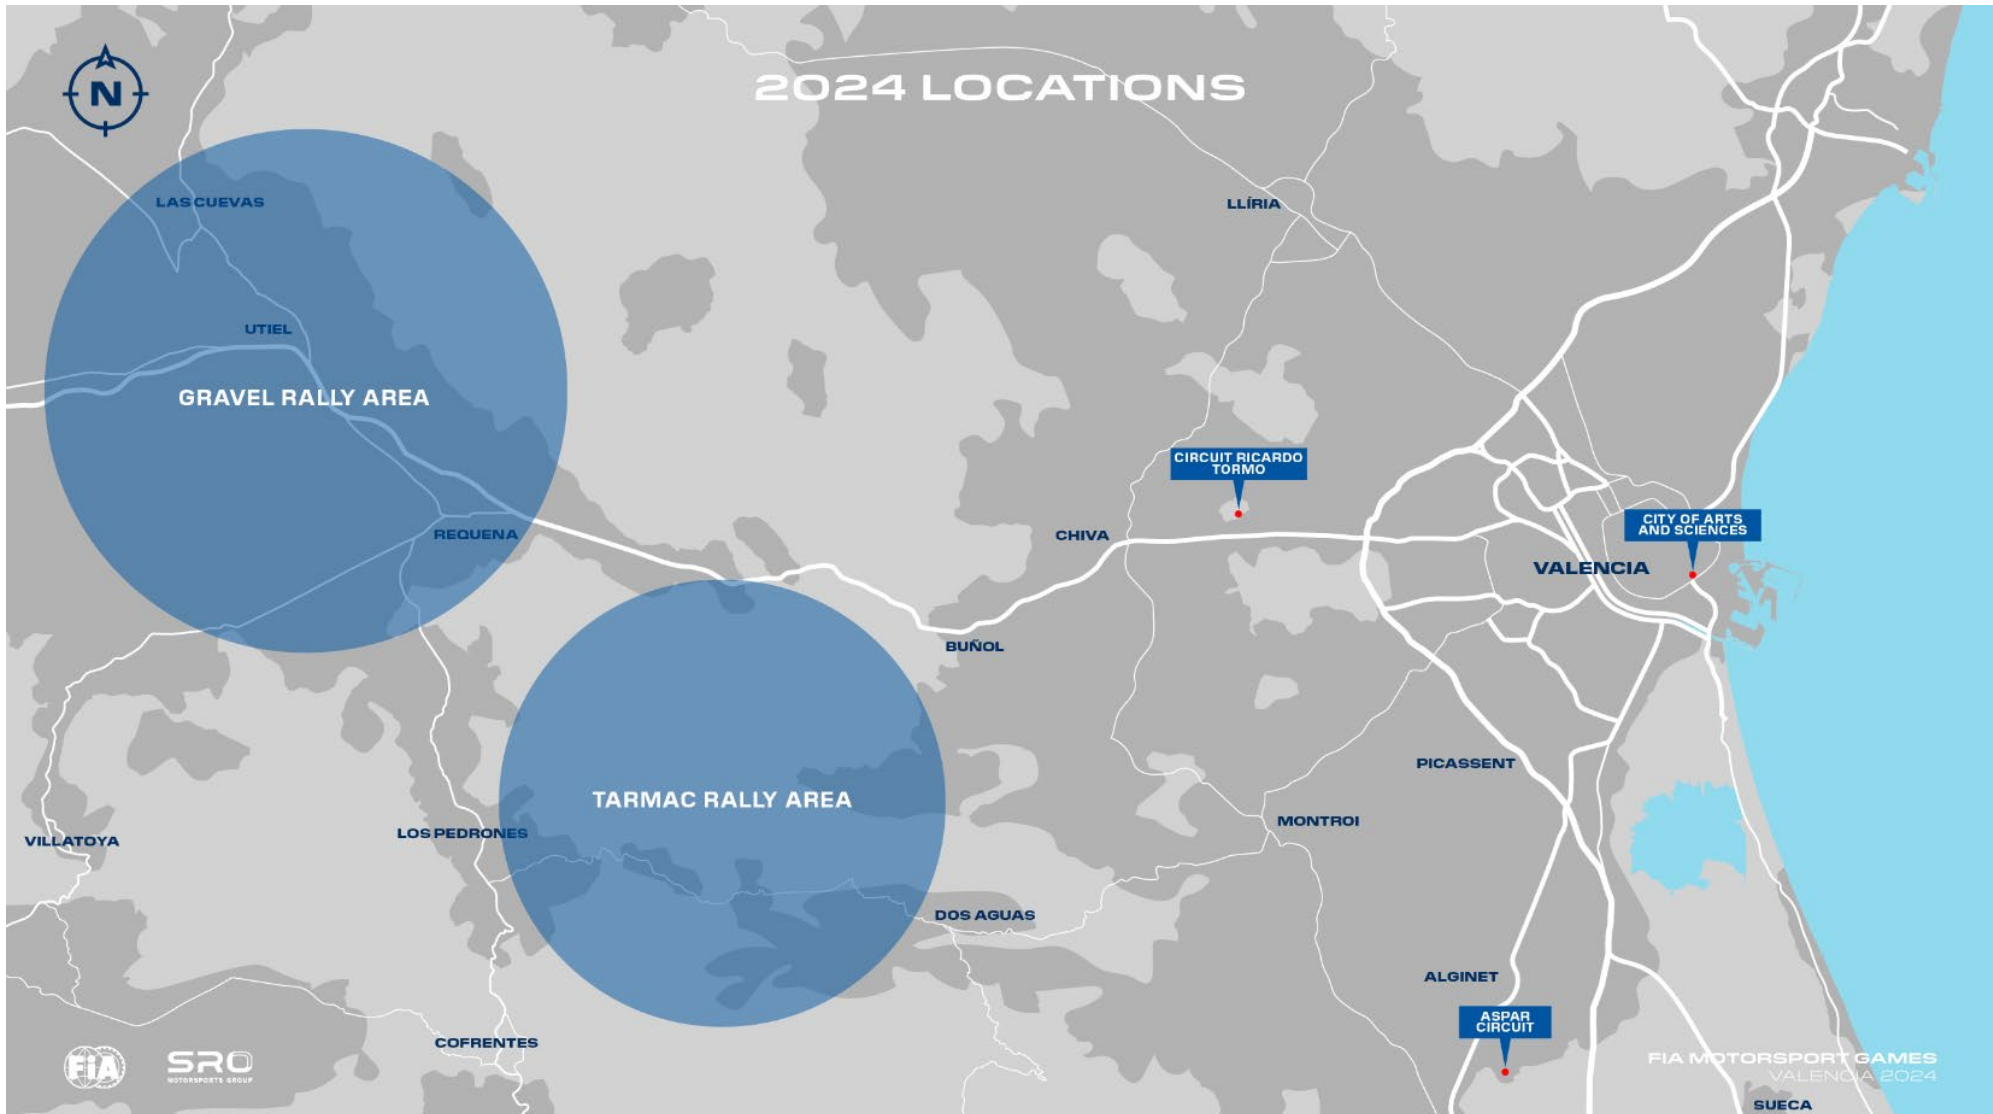 N
2024 LOCATIONS
LAS CUEVAS
LLÍRIA
UTIEL
GRAVEL RALLY AREA
CIRCUIT RICARDO
TORMO
CITY OF ARTS
AND SCIENCES
REQUENA
CHIVA
VALENCIA
BUÑOL
PICASSENT
TARMAC RALLY AREA
MONTROI
LOS PEDRONES
VILLATOYA
DOS AGUAS
ALGINET
ASPAR
CIRCUIT
COFRENTES
FiA
SRO
MOTORSPORTS GROUP
FIA MOTORSPORT GAMES
VALENCIA 2024
SUECA